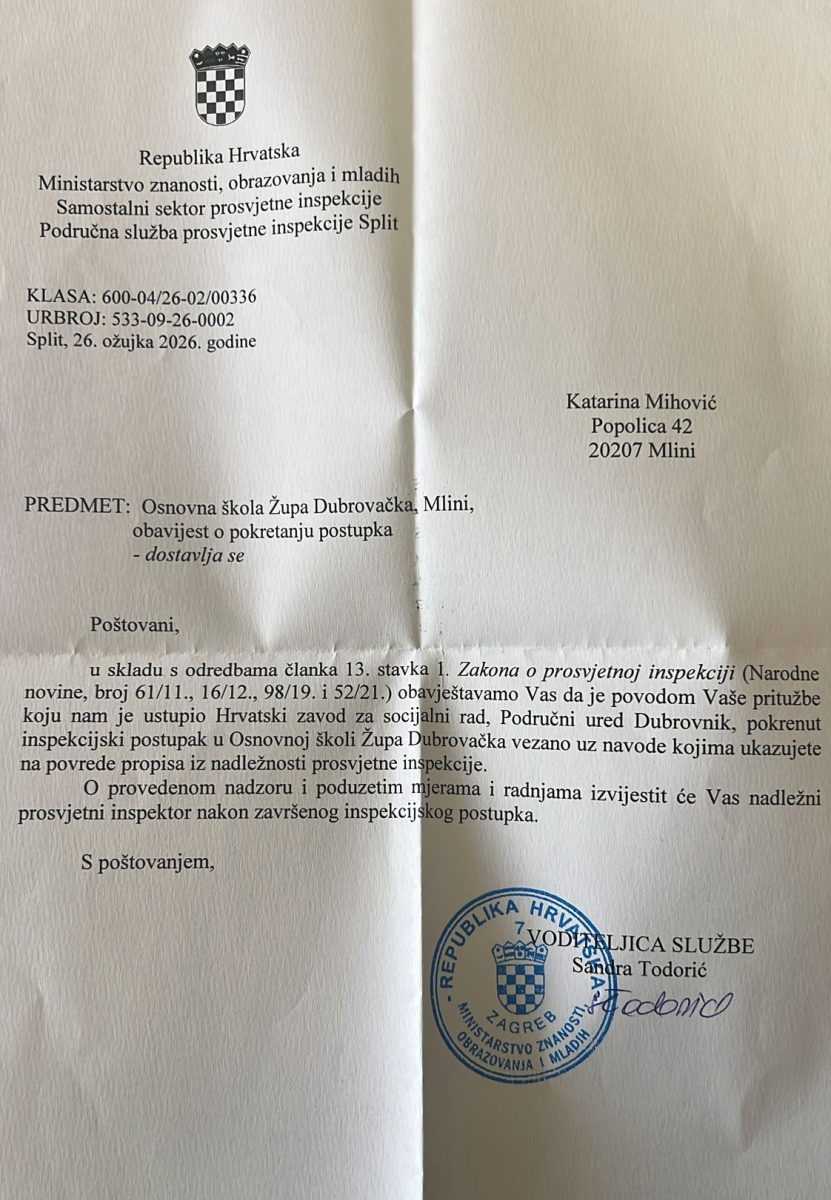 Republika Hrvatska
Ministarstvo znanosti, obrazovanja i mladih
Samostalni sektor prosvjetne inspekcije
Područna služba prosvjetne inspekcije Split
KLASA: 600-04/26-02/00336
URBROJ: 533-09-26-0002
Split, 26. ožujka 2026. godine
Katarina Mihović
Popolica 42
20207 Mlini
PREDMET: Osnovna škola Župa Dubrovačka, Mlini,
obavijest o pokretanju postupka
- dostavlja se
Poštovani,
u skladu s odredbama članka 13. stavka 1. Zakona o prosvjetnoj inspekciji (Narodne
novine, broj 61/11., 16/12., 98/19. i 52/21.) obavještavamo Vas da je povodom Vaše pritužbe
koju nam je ustupio Hrvatski zavod za socijalni rad, Područni ured Dubrovnik, pokrenut
inspekcijski postupak u Osnovnoj školi Župa Dubrovačka vezano uz navode kojima ukazujete
na povrede propisa iz nadležnosti prosvjetne inspekcije.
O provedenom nadzoru i poduzetim mjerama i radnjama izvijestit će Vas nadležni
prosvjetni inspektor nakon završenog inspekcijskog postupka.
S poštovanjem,
VODITELJICA SLUŽBE
Sandra Todorić
STodorić
- REPUBLIKA HRVATSKA -
7
ZAGREB
MINISTARSTVO ZNANOSTI,
OBRAZOVANJA I MLADIH